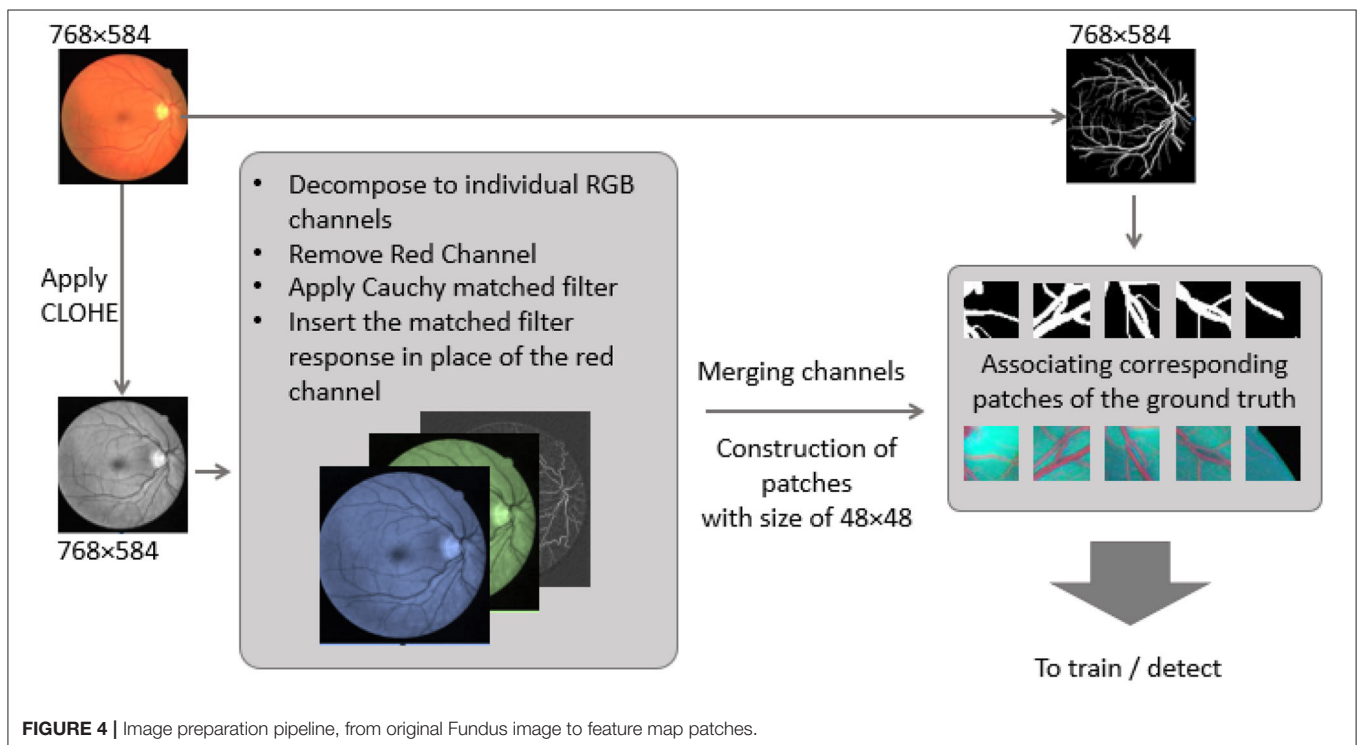 768×584
768×584
Apply
CLOHE
768×584
• Decompose to individual RGB
channels
• Remove Red Channel
• Apply Cauchy matched filter
• Insert the matched filter
response in place of the red
channel
Merging channels
Construction of
patches
with size of 48×48
Associating corresponding
patches of the ground truth
To train / detect
FIGURE 4 | Image preparation pipeline, from original Fundus image to feature map patches.